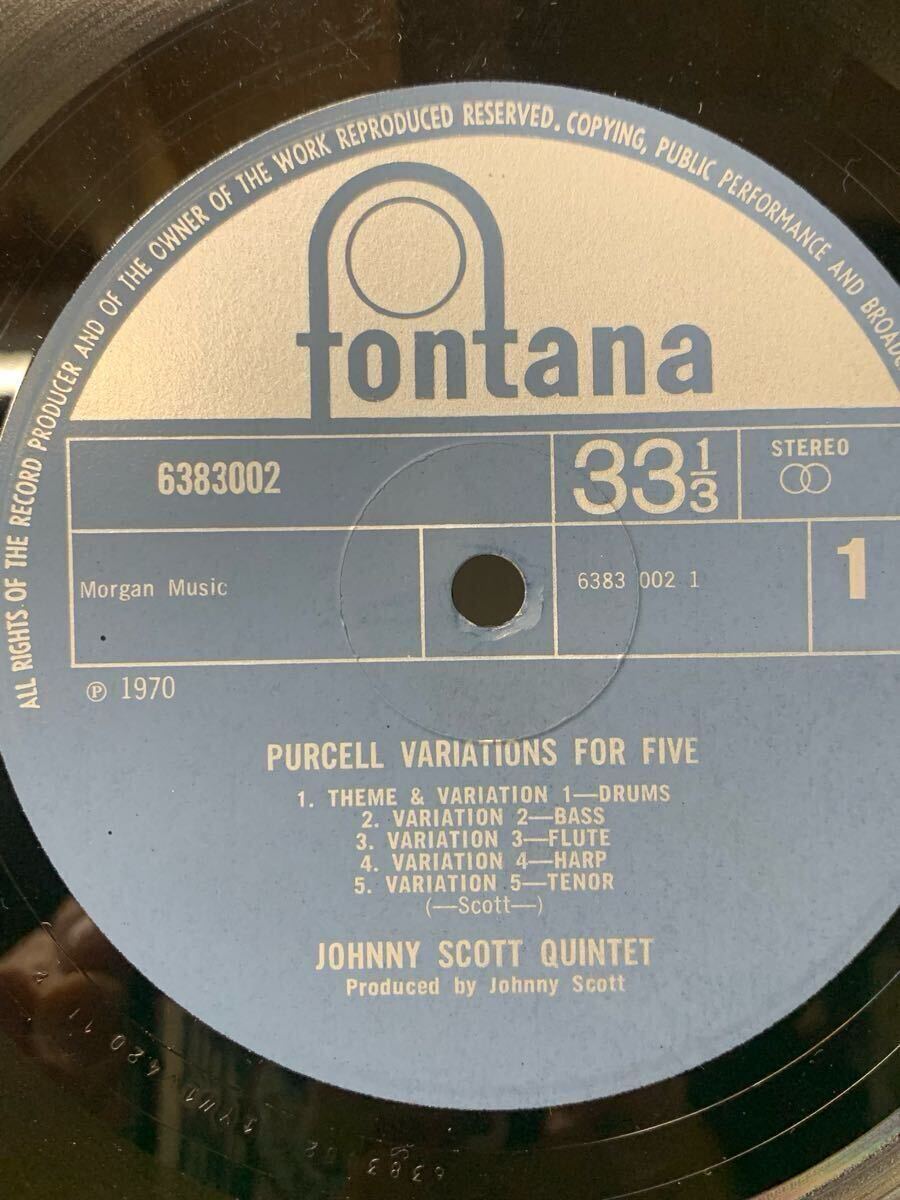 ALL RIGHTS OF THE RECORD PRODUCER AND OF THE OWNER OF THE WORK REPRODUCED RESERVED. COPYING, PUBLIC PERFORMANCE AND
fontana
6383002
33 1/3
STEREO
Morgan Music
6383 002 1
1
℗ 1970
PURCELL VARIATIONS FOR FIVE
1. THEME & VARIATION 1—DRUMS
2. VARIATION 2—BASS
3. VARIATION 3—FLUTE
4. VARIATION 4—HARP
5. VARIATION 5—TENOR
(—Scott—)
JOHNNY SCOTT QUINTET
Produced by Johnny Scott